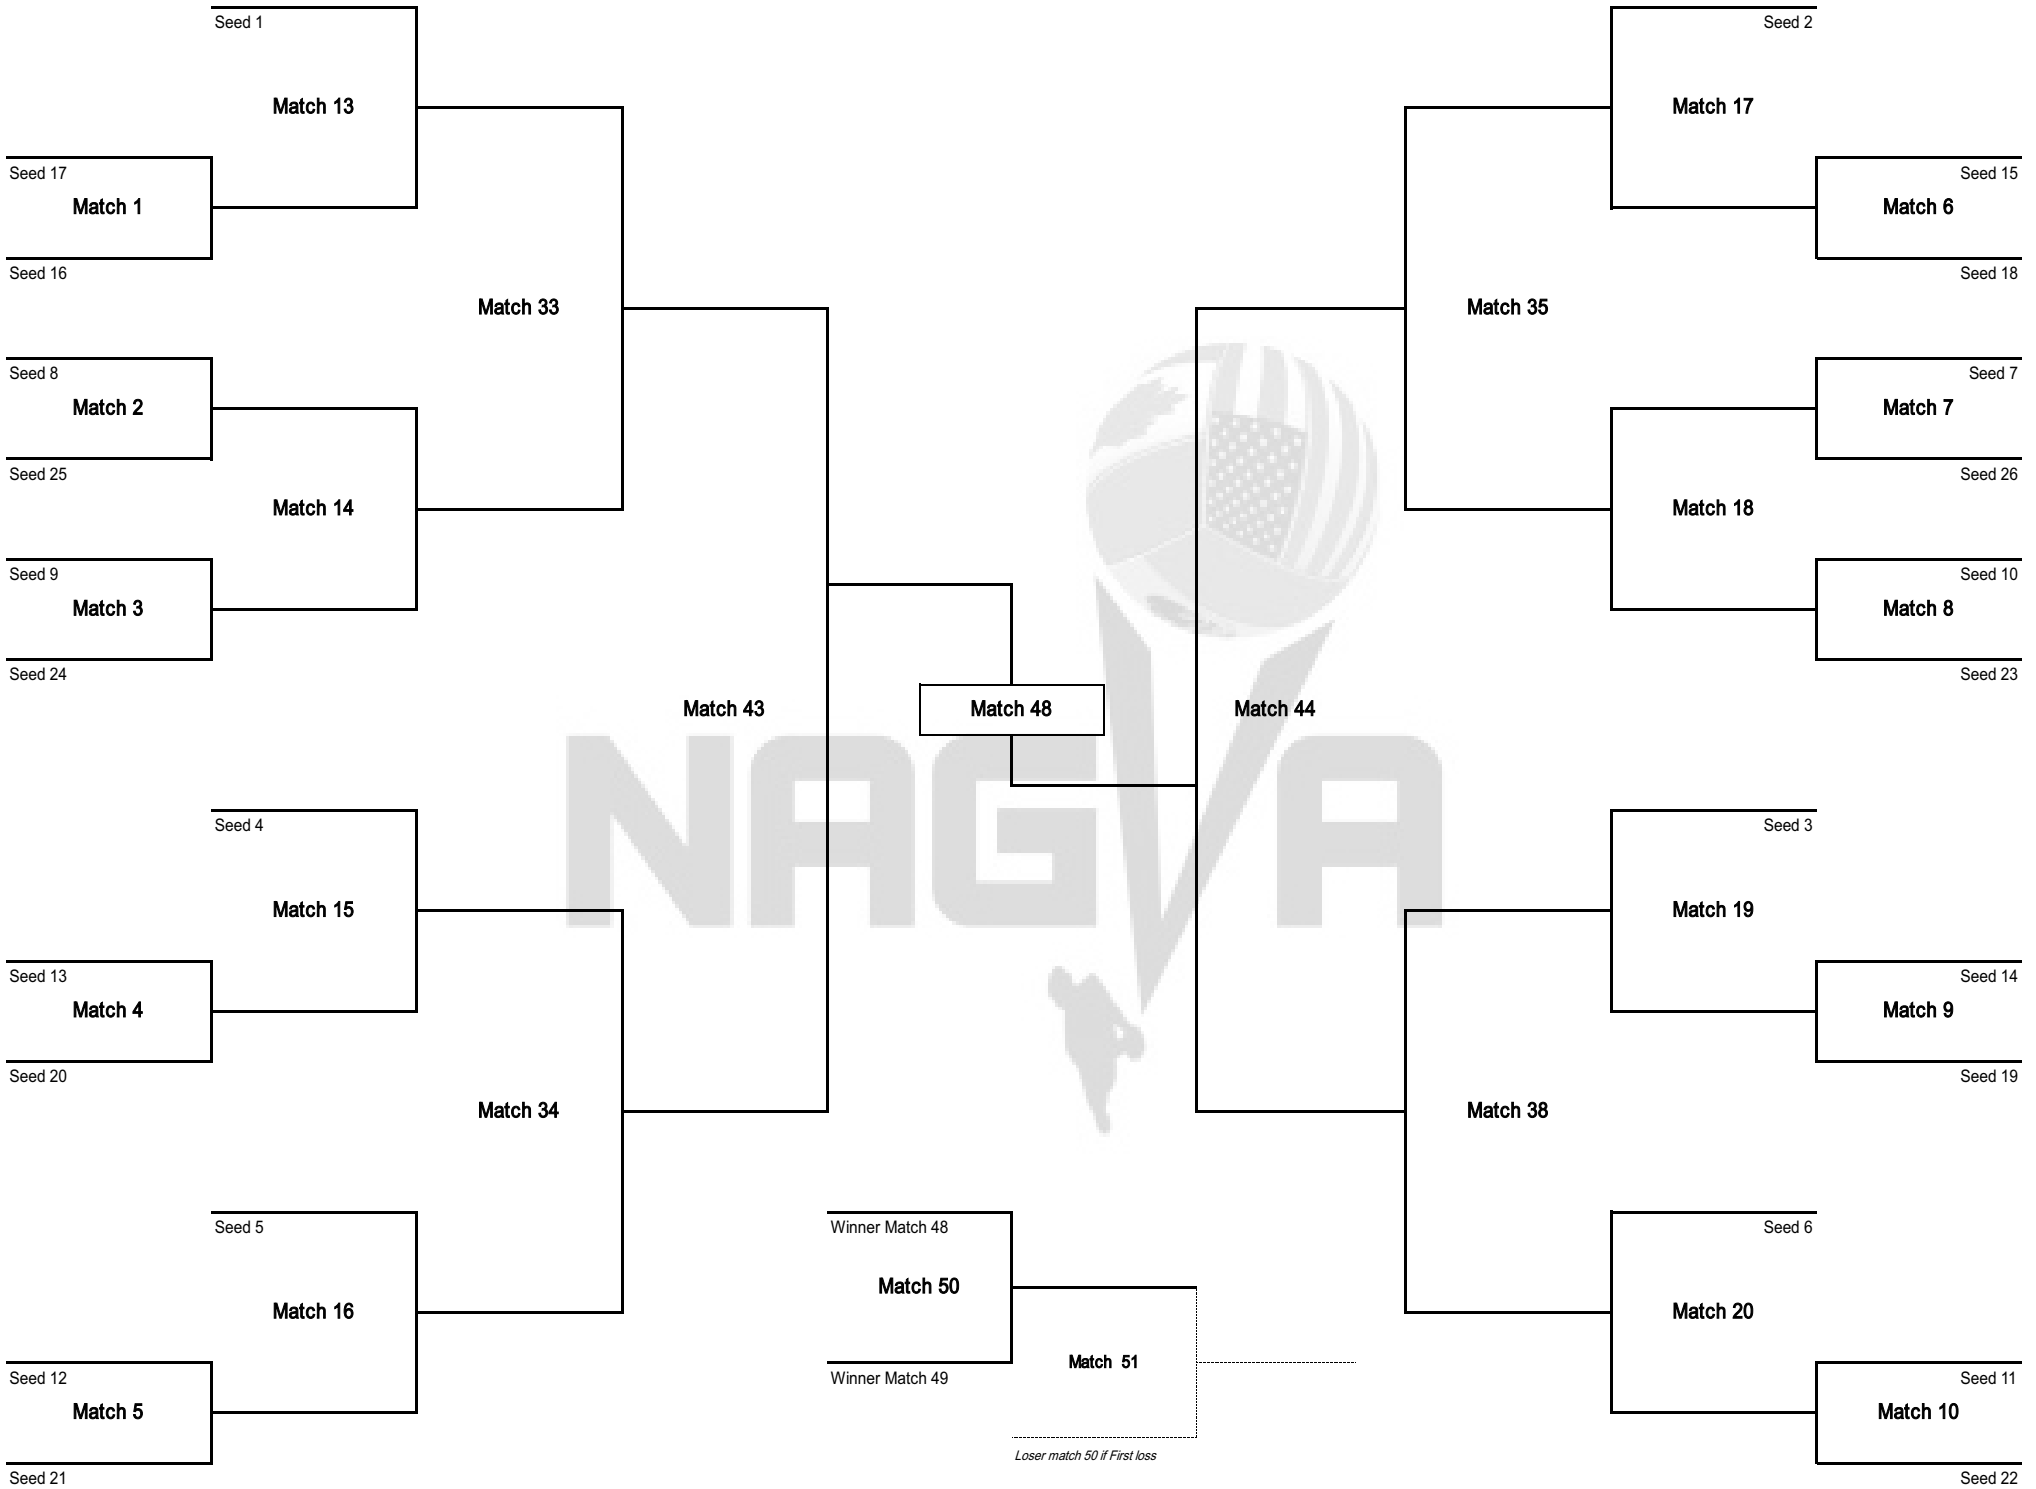 Seed 1
Seed 2
Match 13
Match 17
Seed 17
Seed 15
Match 1
Match 6
Seed 16
Seed 18
Match 33
Match 35
Seed 8
Seed 7
Match 2
Match 7
Seed 25
Seed 26
Match 14
Match 18
Seed 9
Seed 10
Match 3
Match 8
Seed 24
Seed 23
Match 43
Match 48
Match 44
NAGVA
Seed 4
Seed 3
Match 15
Match 19
Seed 13
Seed 14
Match 4
Match 9
Seed 20
Seed 19
Match 34
Match 38
Seed 5
Winner Match 48
Seed 6
Match 50
Match 16
Match 20
Match 51
Seed 12
Winner Match 49
Seed 11
Match 5
Match 10
Loser match 50 if First loss
Seed 21
Seed 22